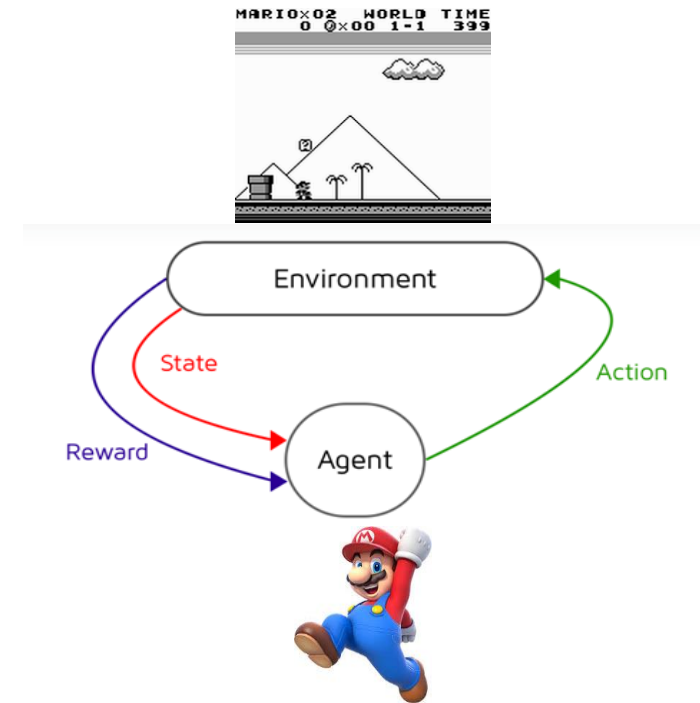 MARIO×02 WORLD TIME
0 ×00 1-1 399
?
Environment
State
Action
Reward
Agent
M